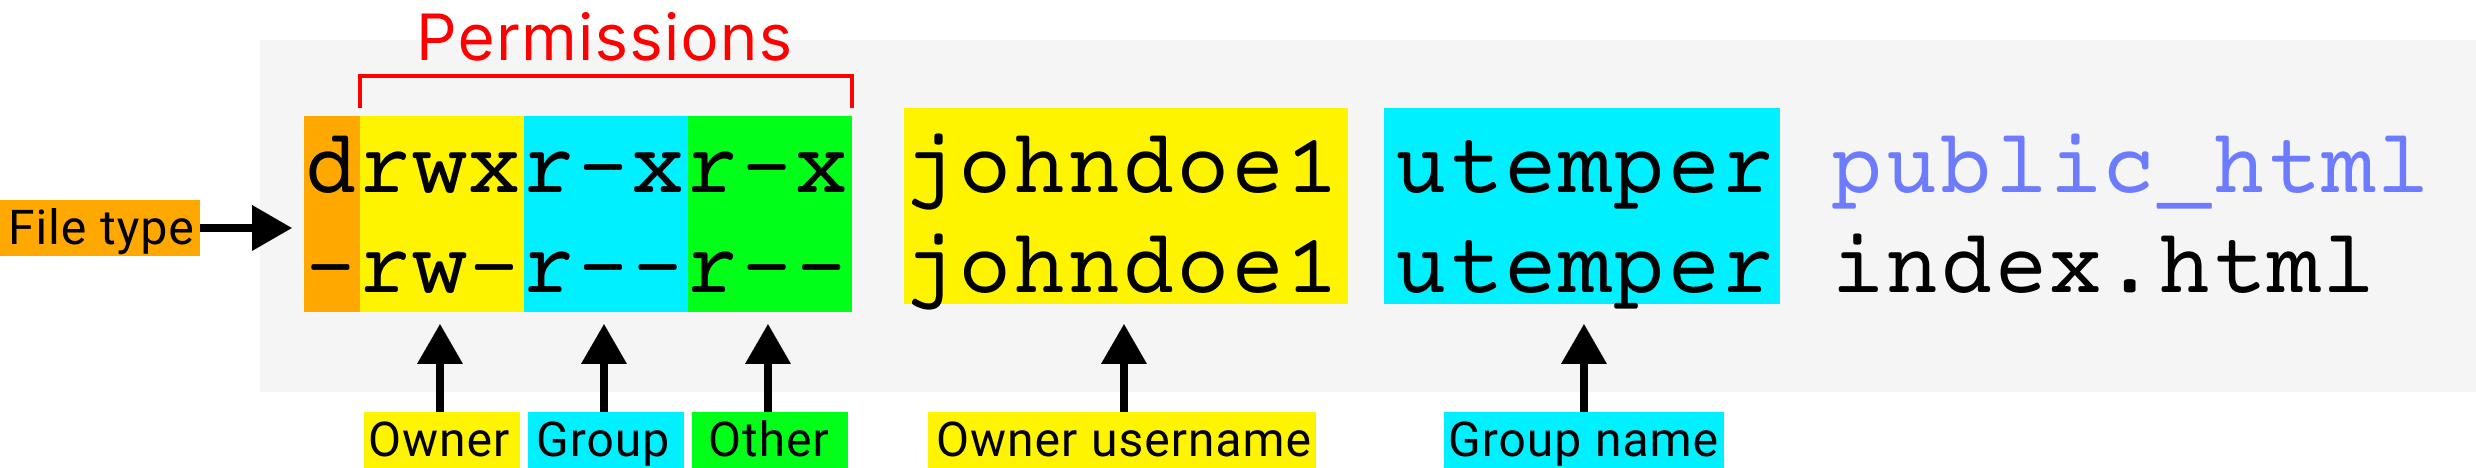 Permissions
drwxr-xr-x johndoe1 utemper public_html
File type
-rw-r--r-- johndoe1 utemper index.html
Owner Group Other Owner username Group name